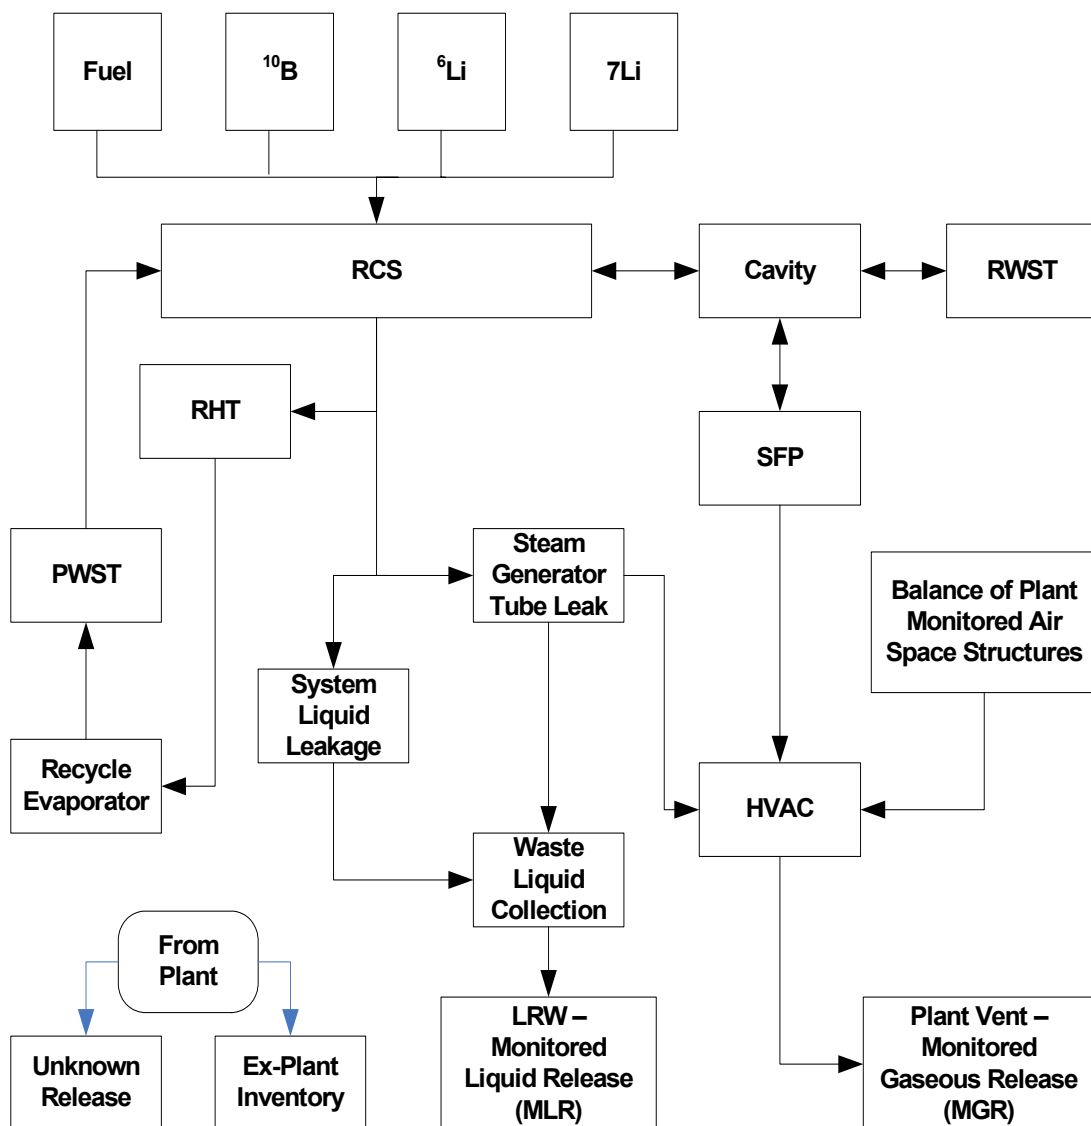 Fuel
¹⁰B
⁶Li
7Li
RCS
Cavity
RWST
RHT
SFP
PWST
Steam
Generator
Tube Leak
Balance of Plant
Monitored Air
Space Structures
System
Liquid
Leakage
Recycle
Evaporator
HVAC
Waste
Liquid
Collection
From
Plant
Unknown
Release
Ex-Plant
Inventory
LRW –
Monitored
Liquid Release
(MLR)
Plant Vent –
Monitored
Gaseous Release
(MGR)